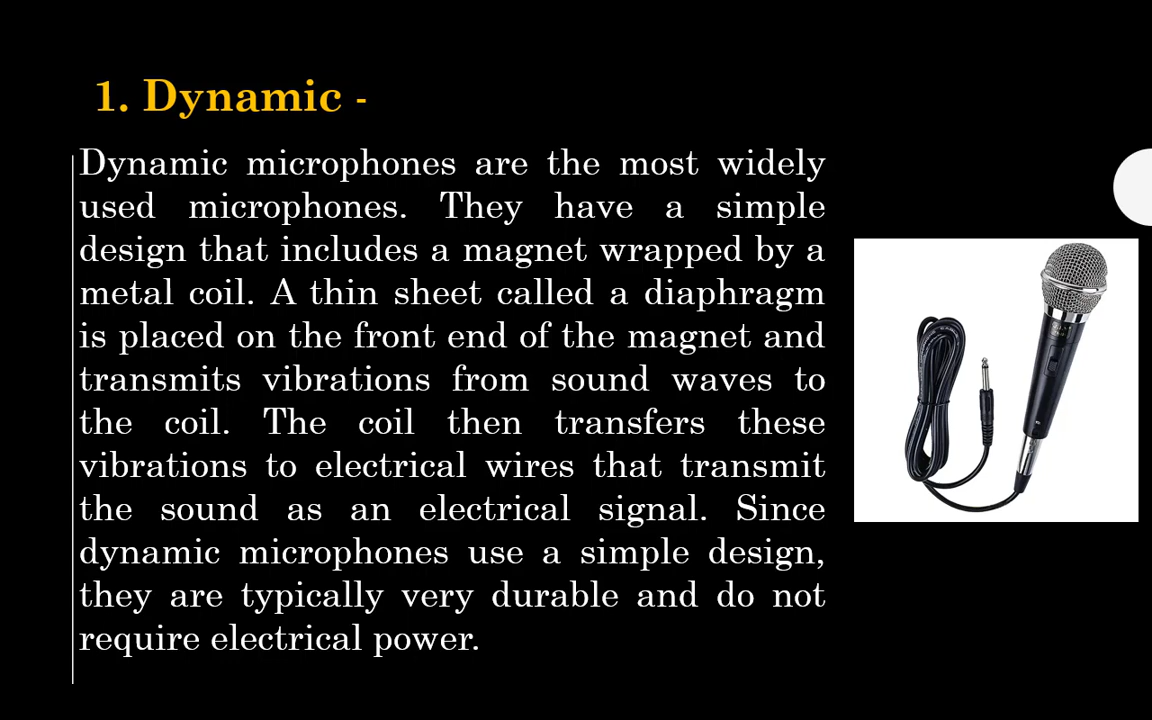 1. Dynamic -
Dynamic microphones are the most widely
used microphones. They have a simple
design that includes a magnet wrapped by a
metal coil. A thin sheet called a diaphragm
is placed on the front end of the magnet and
transmits vibrations from sound waves to
the coil. The coil then transfers these
vibrations to electrical wires that transmit
the sound as an electrical signal. Since
dynamic microphones use a simple design,
they are typically very durable and do not
require electrical power.